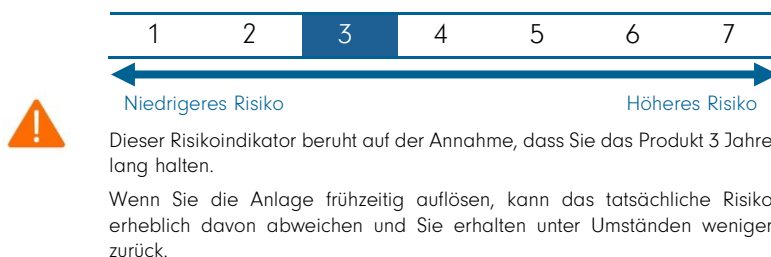 1 2 3 4 5 6 7
Niedrigeres Risiko Höheres Risiko
Dieser Risikoindikator beruht auf der Annahme, dass Sie das Produkt 3 Jahre
lang halten.
Wenn Sie die Anlage frühzeitig auflösen, kann das tatsächliche Risiko
erheblich davon abweichen und Sie erhalten unter Umständen weniger
zurück.